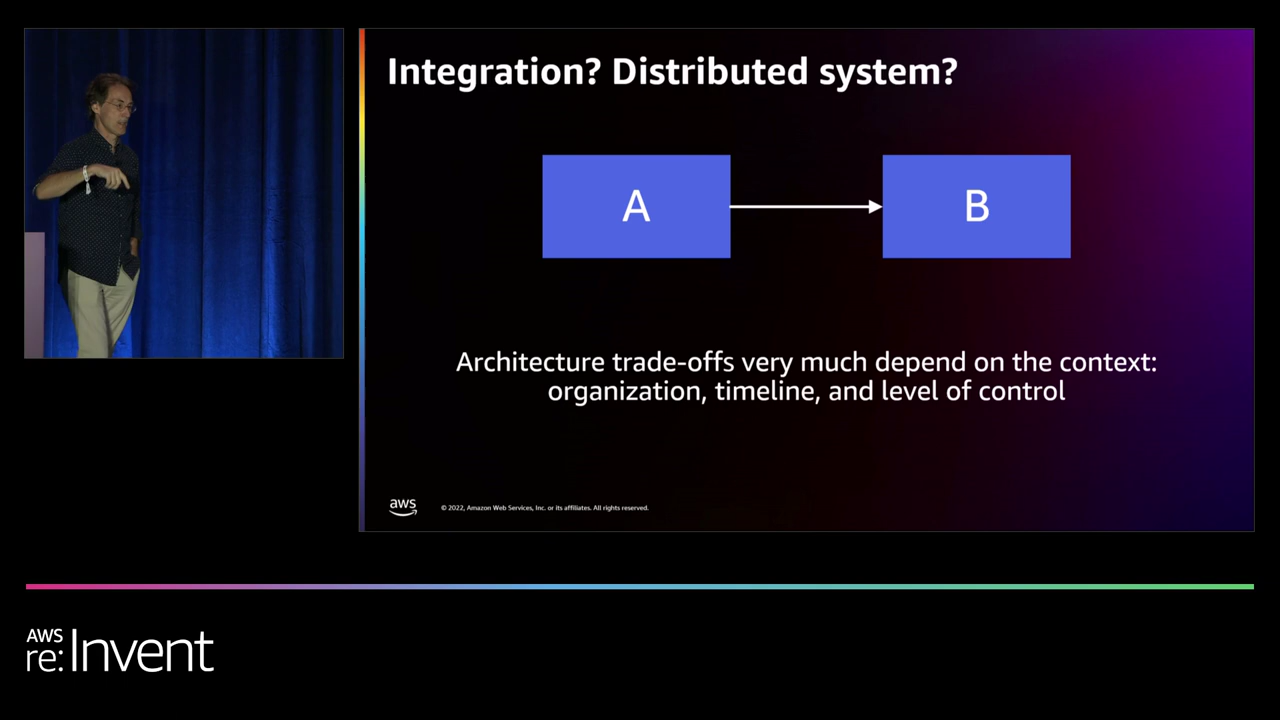 Integration? Distributed system?
A
B
Architecture trade-offs very much depend on the context:
organization, timeline, and level of control
aws
© 2022, Amazon Web Services, Inc. or its affiliates. All rights reserved.
AWS
re:Invent